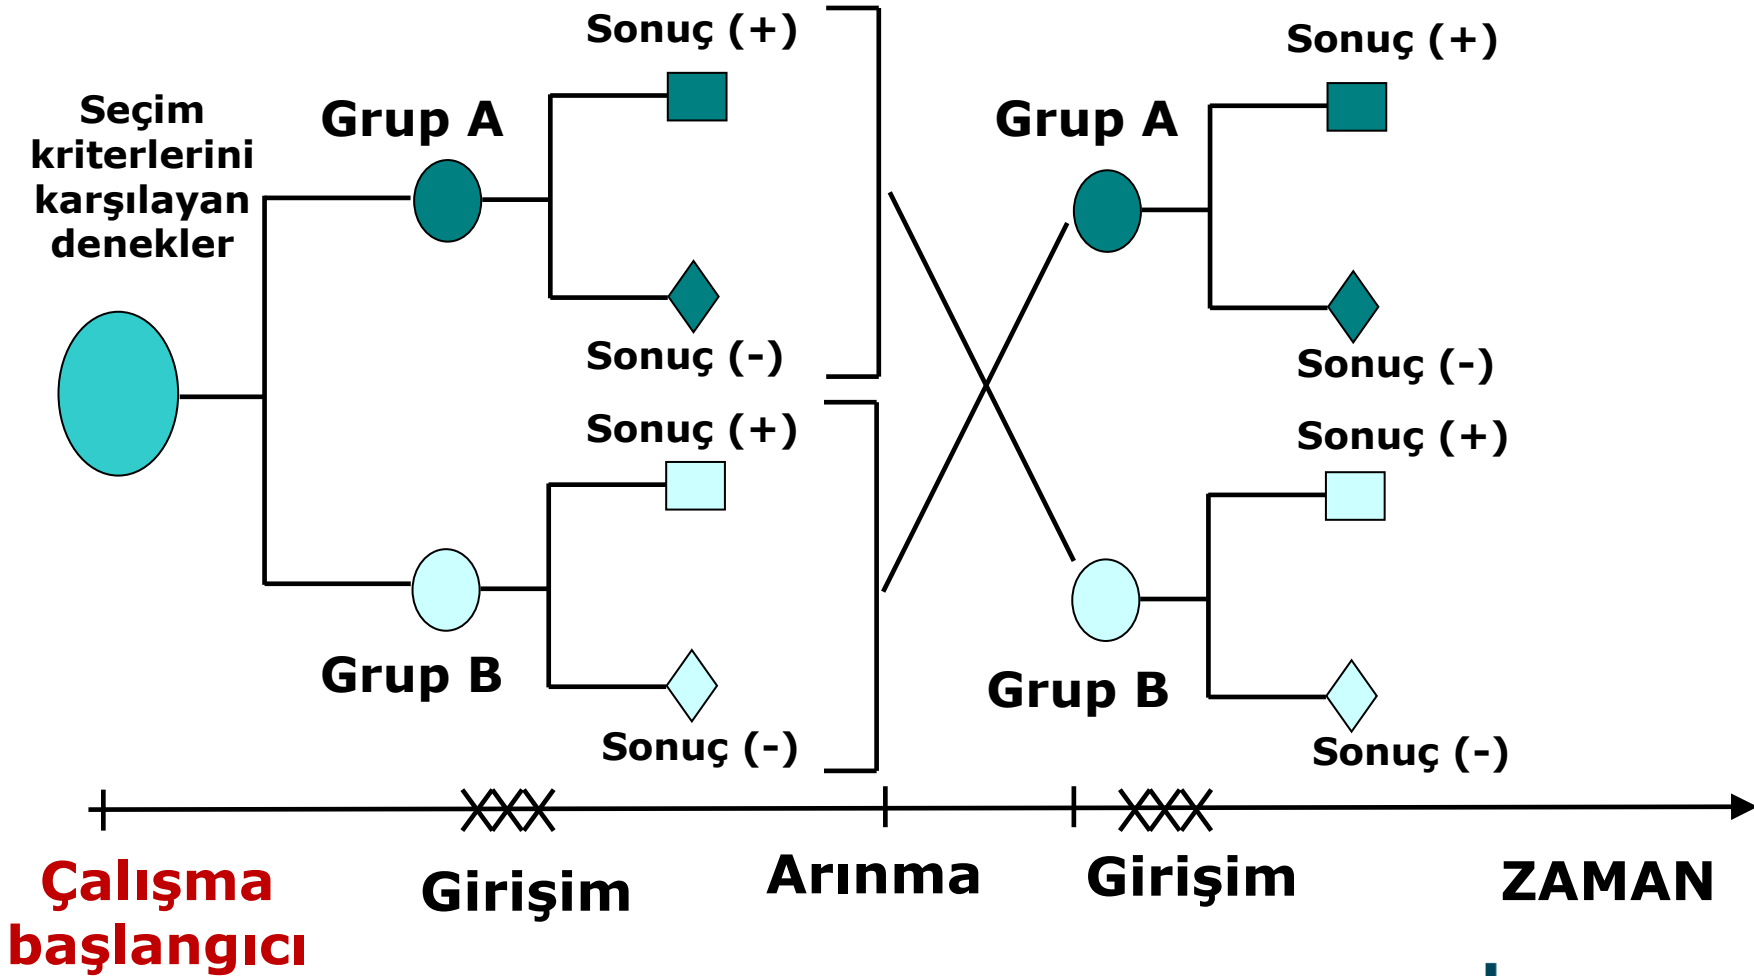 Seçim
kriterlerini
karşılayan
denekler
Grup A
Sonuç (+)
Sonuç (-)
Grup B
Sonuç (+)
Sonuç (-)
Grup A
Sonuç (+)
Sonuç (-)
Grup B
Sonuç (+)
Sonuç (-)
Çalışma
başlangıcı
Girişim
Arınma
Girişim
ZAMAN